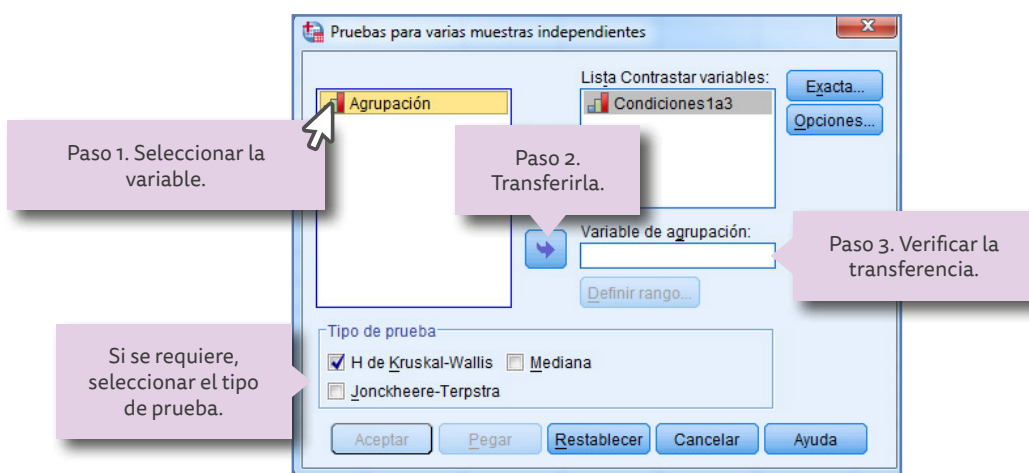 Pruebas para varias muestras independientes
Lista Contrastar variables:
Agrupación
Condiciones1a3
Exacta...
Opciones...
Paso 1. Seleccionar la
variable.
Paso 2.
Transferirla.
Variable de agrupación:
Paso 3. Verificar la
transferencia.
Definir rango...
Tipo de prueba
H de Kruskal-Wallis
Mediana
Jonckheere-Terpstra
Si se requiere,
seleccionar el tipo
de prueba.
Aceptar
Pegar
Restablecer
Cancelar
Ayuda